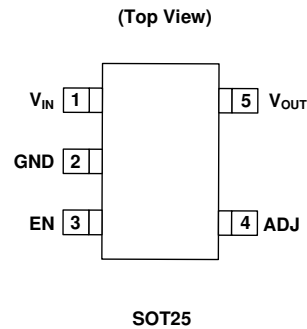 (Top View)
VIN 1
5 VOUT
GND 2
EN 3
4 ADJ
SOT25